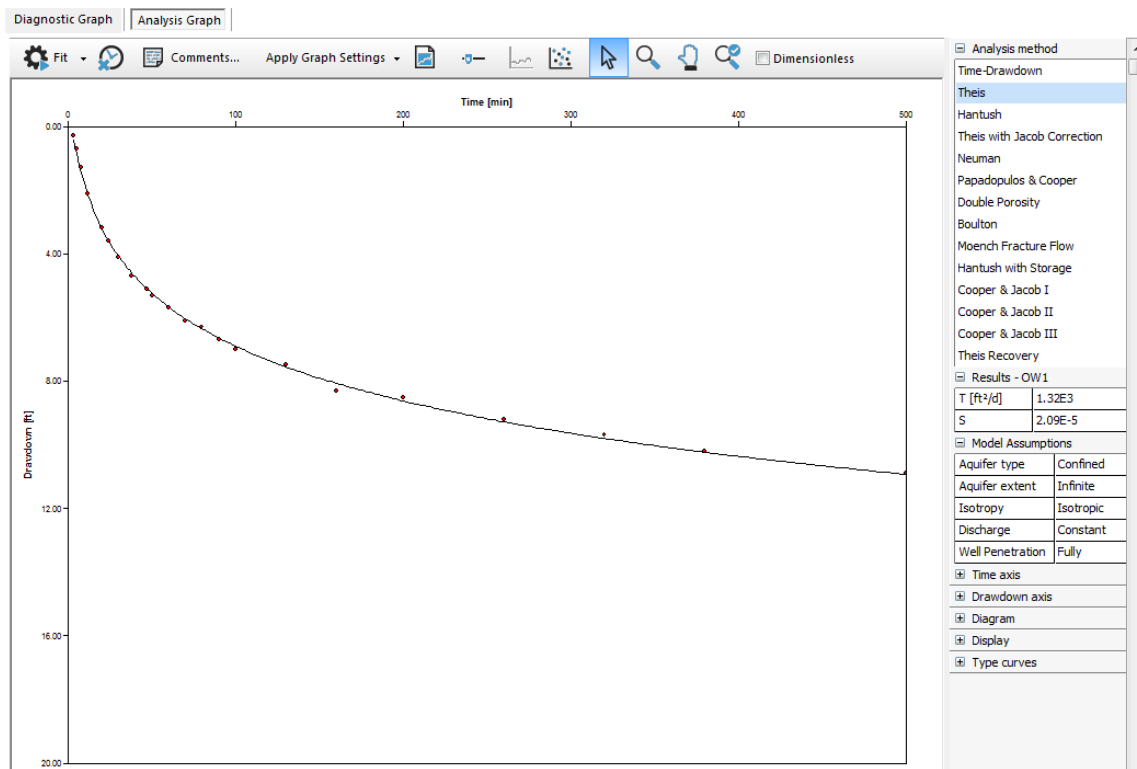 Diagnostic Graph
Analysis Graph
Fit
Comments...
Apply Graph Settings
Dimensionless
Time [min]
0
100
200
300
400
500
0.00
4.00
8.00
12.00
16.00
20.00
Drawdown [ft]
Analysis method
Time-Drawdown
Theis
Hantush
Theis with Jacob Correction
Neuman
Papadopulos & Cooper
Double Porosity
Boulton
Moench Fracture Flow
Hantush with Storage
Cooper & Jacob I
Cooper & Jacob II
Cooper & Jacob III
Theis Recovery
Results - OW1
T [ft²/d] 1.32E3
S 2.09E-5
Model Assumptions
Aquifer type Confined
Aquifer extent Infinite
Isotropy Isotropic
Discharge Constant
Well Penetration Fully
Time axis
Drawdown axis
Diagram
Display
Type curves